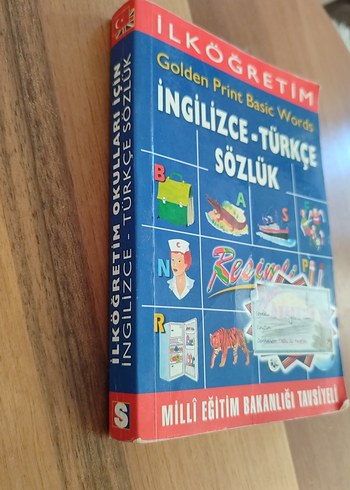 İLKÖĞRETİM
Golden Print Basic Words
İNGİLİZCE - TÜRKÇE
SÖZLÜK
B
A
S
N
C
Resimli
R
MİLLÎ EĞİTİM BAKANLIĞI TAVSİYELİ
İLKÖĞRETİM OKULLARI İÇİN
İNGİLİZCE - TÜRKÇE SÖZLÜK
S